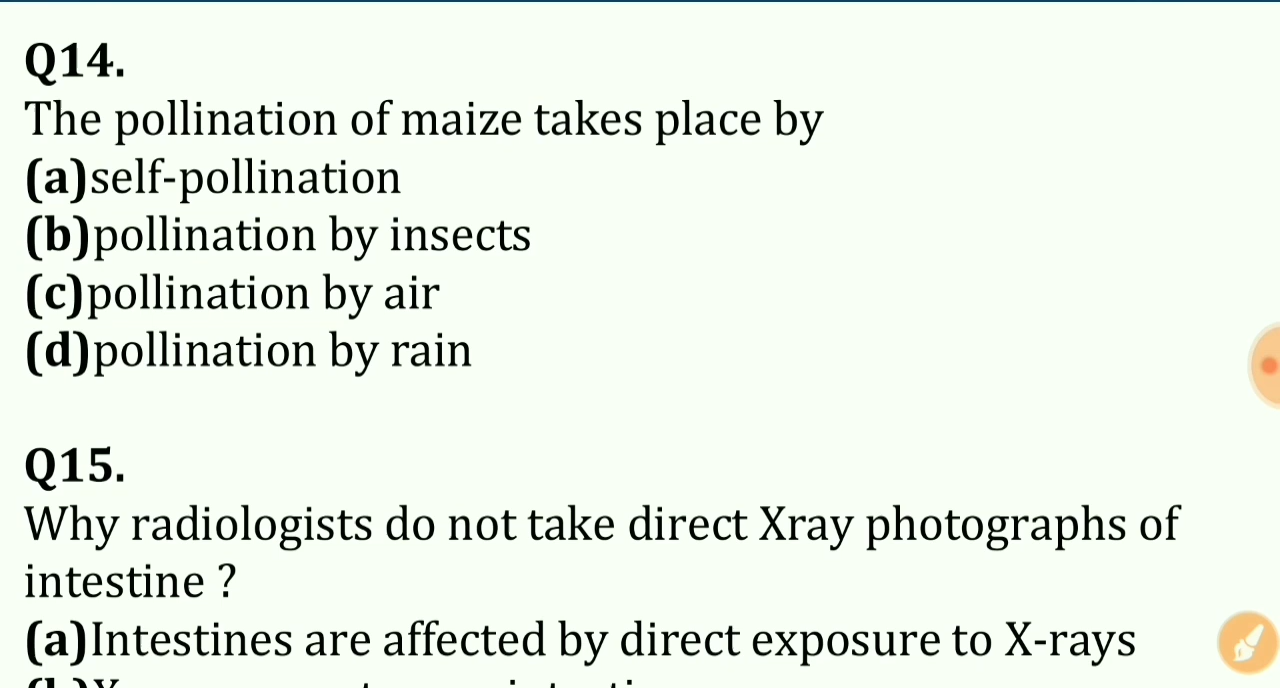 Q14.
The pollination of maize takes place by
(a)self-pollination
(b)pollination by insects
(c)pollination by air
(d)pollination by rain
Q15.
Why radiologists do not take direct Xray photographs of
intestine ?
(a)Intestines are affected by direct exposure to X-rays